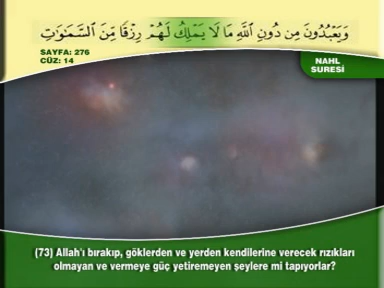 وَيَعْبُدُونَ مِن دُونِ اللَّهِ مَا لَا يَمْلِكُ لَهُمْ رِزْقًا مِّنَ السَّمَٰوَٰتِ
SAYFA: 276
CÜZ: 14
NAHL
SURESİ
(73) Allah'ı bırakıp, göklerden ve yerden kendilerine verecek rızıkları
olmayan ve vermeye güç yetiremeyen şeylere mi tapıyorlar?